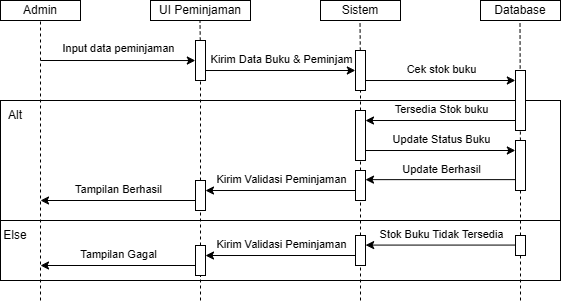 Admin
UI Peminjaman
Sistem
Database
Input data peminjaman
Kirim Data Buku & Peminjam
Cek stok buku
Alt
Tersedia Stok buku
Update Status Buku
Update Berhasil
Kirim Validasi Peminjaman
Tampilan Berhasil
Else
Stok Buku Tidak Tersedia
Kirim Validasi Peminjaman
Tampilan Gagal